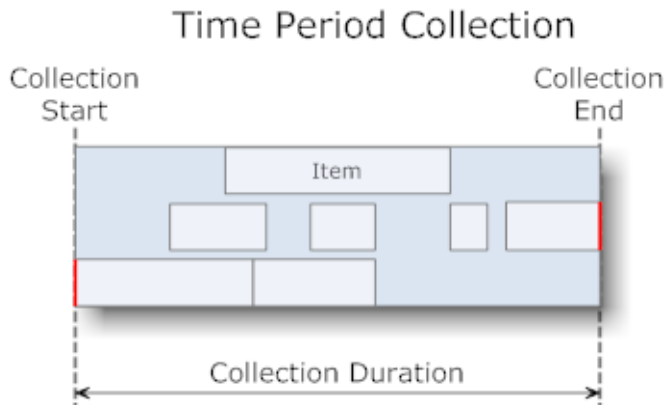 Time Period Collection
Collection
Start
Collection
End
Item
Collection Duration